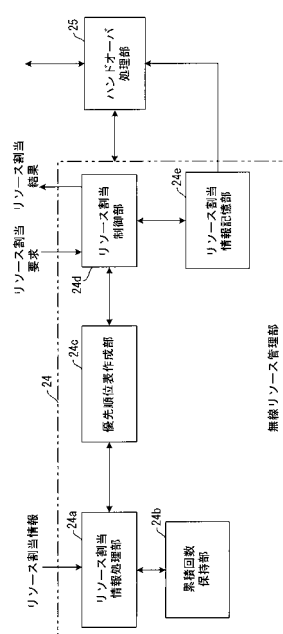 リソース割当情報
24
リソース割当
要求
リソース割当
結果
24a
リソース割当
情報処理部
24c
優先順位表作成部
24d
リソース割当
制御部
25
ハンドオーバ
処理部
24b
累積回数
保持部
24e
リソース割当
情報記憶部
無線リソース管理部